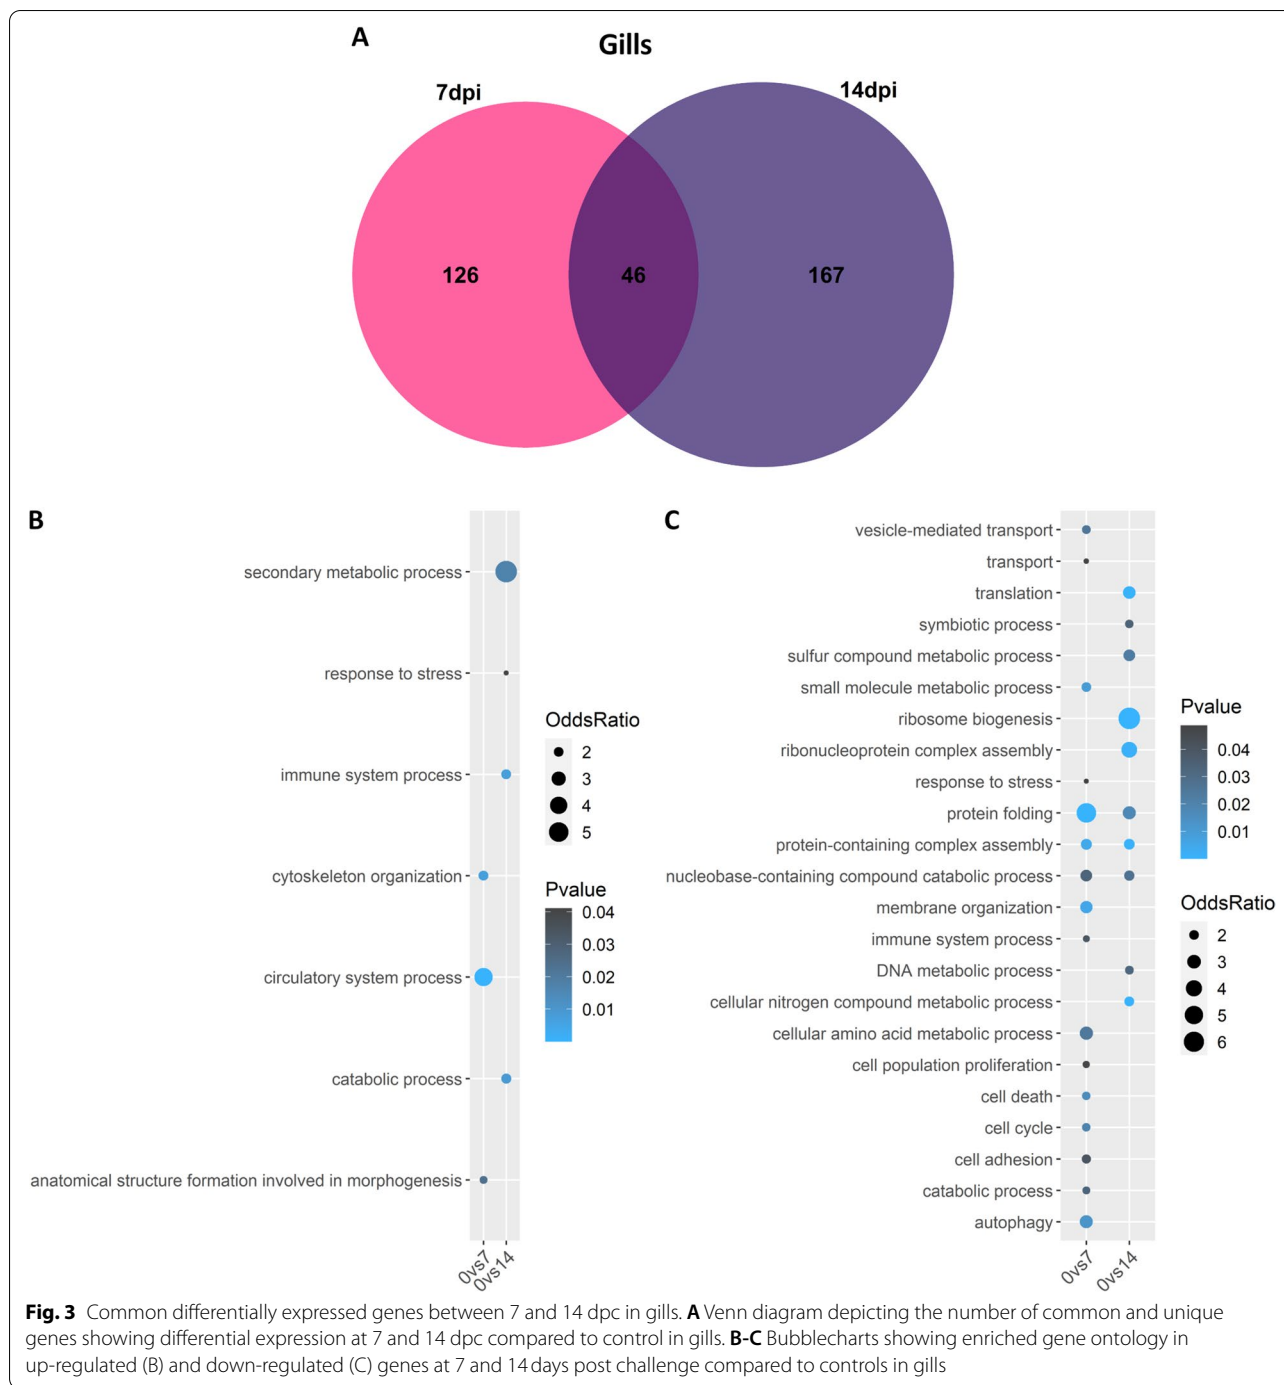 A
Gills
7dpi
14dpi
126
46
167
B
secondary metabolic process
response to stress
immune system process
cytoskeleton organization
circulatory system process
catabolic process
anatomical structure formation involved in morphogenesis
0vs7
0vs14
OddsRatio
2
3
4
5
Pvalue
0.04
0.03
0.02
0.01
C
vesicle-mediated transport
transport
translation
symbiotic process
sulfur compound metabolic process
small molecule metabolic process
ribosome biogenesis
ribonucleoprotein complex assembly
response to stress
protein folding
protein-containing complex assembly
nucleobase-containing compound catabolic process
membrane organization
immune system process
DNA metabolic process
cellular nitrogen compound metabolic process
cellular amino acid metabolic process
cell population proliferation
cell death
cell cycle
cell adhesion
catabolic process
autophagy
0vs7
0vs14
Pvalue
0.04
0.03
0.02
0.01
OddsRatio
2
3
4
5
6
Fig. 3 Common differentially expressed genes between 7 and 14 dpc in gills. A Venn diagram depicting the number of common and unique
genes showing differential expression at 7 and 14 dpc compared to control in gills. B-C Bubblecharts showing enriched gene ontology in
up-regulated (B) and down-regulated (C) genes at 7 and 14 days post challenge compared to controls in gills